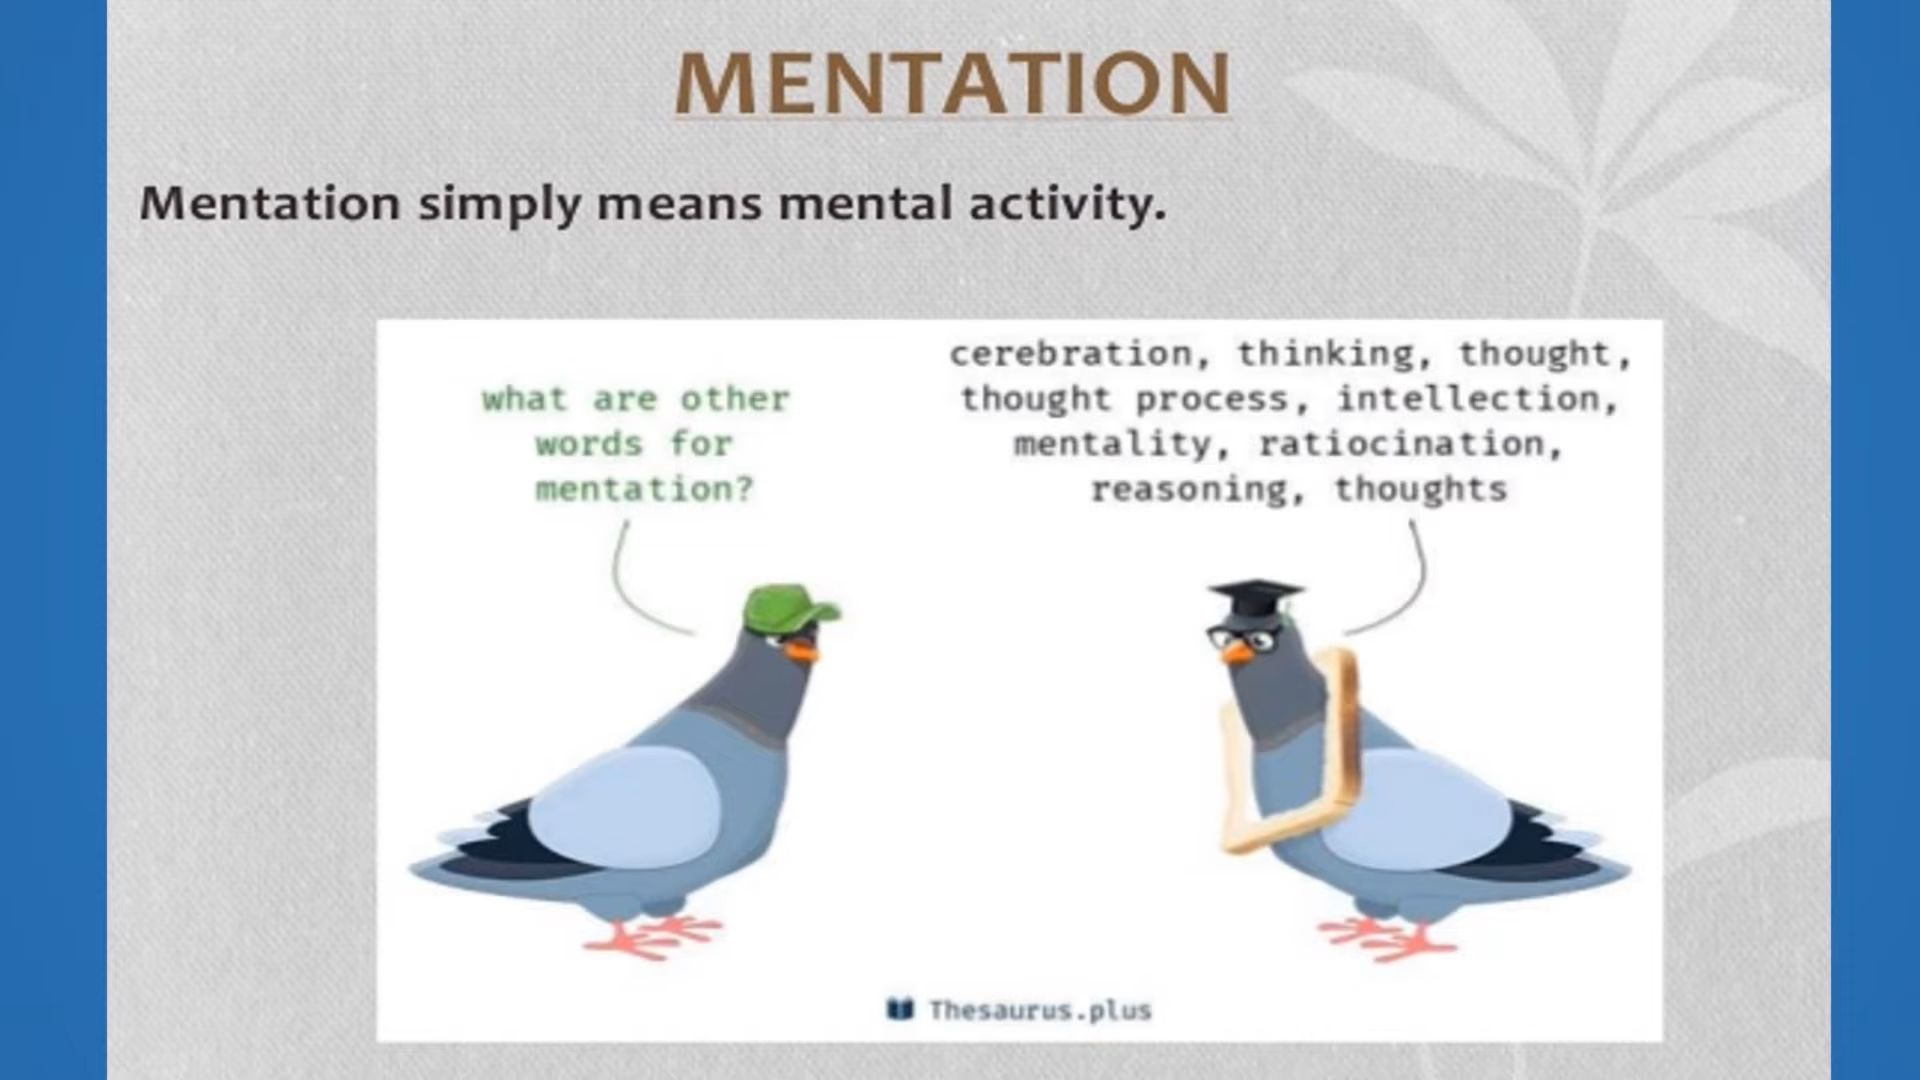 MENTATION
Mentation simply means mental activity.
what are other
words for
mentation?
cerebration, thinking, thought,
thought process, intellection,
mentality, ratiocination,
reasoning, thoughts
Thesaurus.plus